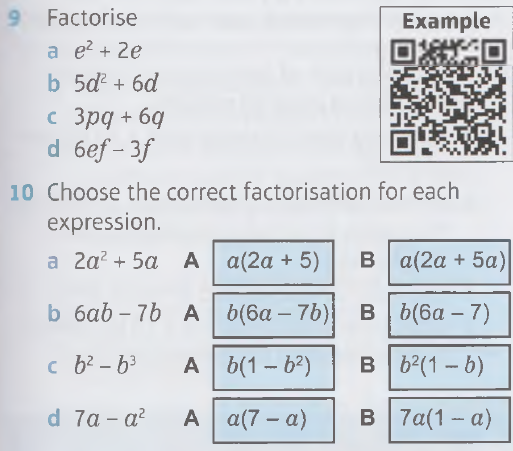 9 Factorise
Example
a e² + 2e
b 5d² + 6d
c 3pq + 6q
d 6ef – 3f
10 Choose the correct factorisation for each
expression.
a 2a² + 5a A a(2a + 5) B a(2a + 5a)
b 6ab – 7b A b(6a – 7b) B b(6a – 7)
c b² – b³ A b(1 – b²) B b²(1 – b)
d 7a – a² A a(7 – a) B 7a(1 – a)